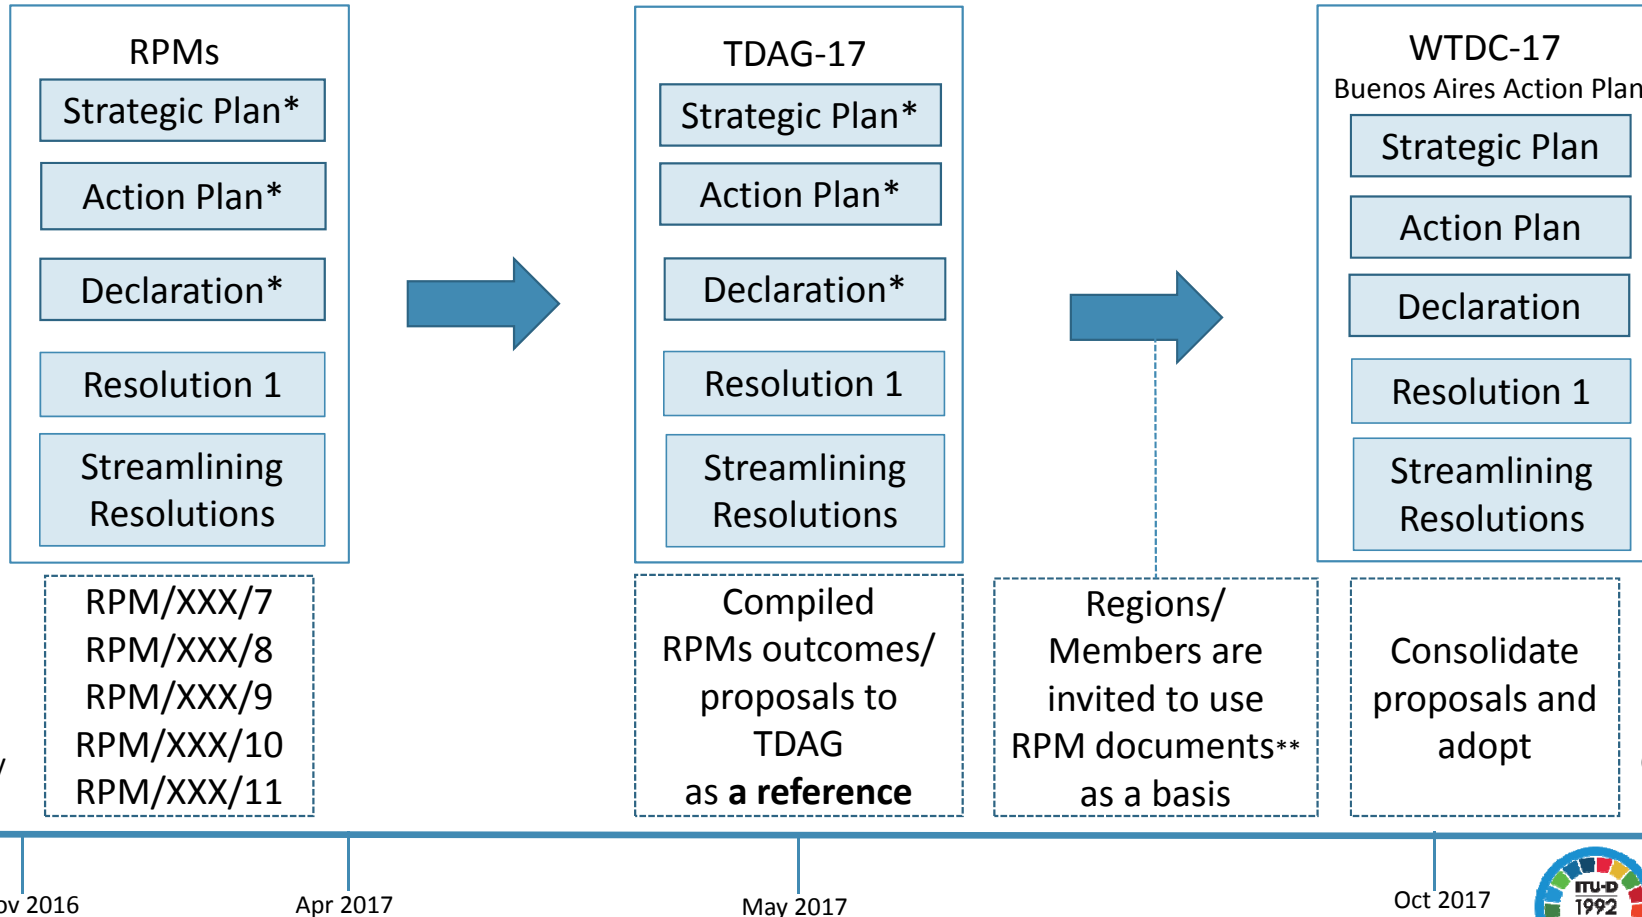 RPMs
Strategic Plan*
Action Plan*
Declaration*
Resolution 1
Streamlining
Resolutions
RPM/XXX/7
RPM/XXX/8
RPM/XXX/9
RPM/XXX/10
RPM/XXX/11
TDAG-17
Strategic Plan*
Action Plan*
Declaration*
Resolution 1
Streamlining
Resolutions
Compiled
RPMs outcomes/
proposals to
TDAG
as a reference
Regions/
Members are
invited to use
RPM documents**
as a basis
WTDC-17
Buenos Aires Action Plan
Strategic Plan
Action Plan
Declaration
Resolution 1
Streamlining
Resolutions
Consolidate
proposals and
adopt
/
ov 2016
Apr 2017
May 2017
Oct 2017
ITU-D
1992